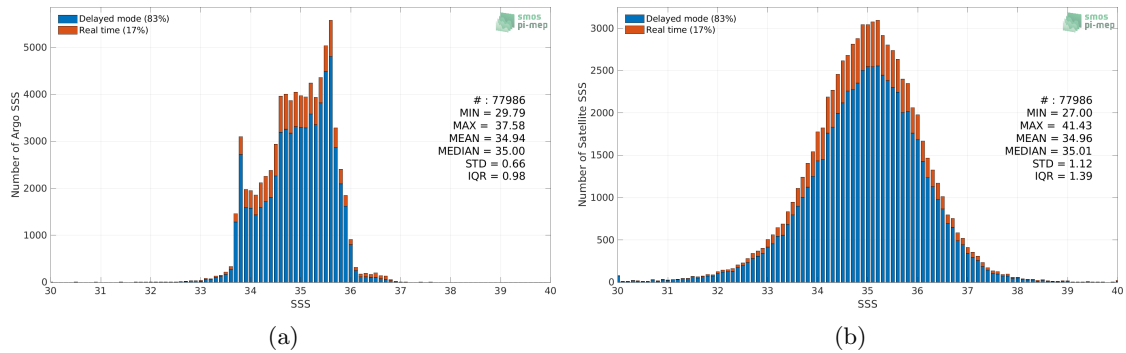 Delayed mode (83%)
Real time (17%)
smos
pi-mep
# : 77986
MIN = 29.79
MAX = 37.58
MEAN = 34.94
MEDIAN = 35.00
STD = 0.66
IQR = 0.98
Number of Argo SSS
5000
4000
3000
2000
1000
0
30 31 32 33 34 35 36 37 38 39 40
SSS
(a)
Delayed mode (83%)
Real time (17%)
smos
pi-mep
# : 77986
MIN = 27.00
MAX = 41.43
MEAN = 34.96
MEDIAN = 35.01
STD = 1.12
IQR = 1.39
Number of Satellite SSS
3000
2500
2000
1500
1000
500
0
30 31 32 33 34 35 36 37 38 39 40
SSS
(b)